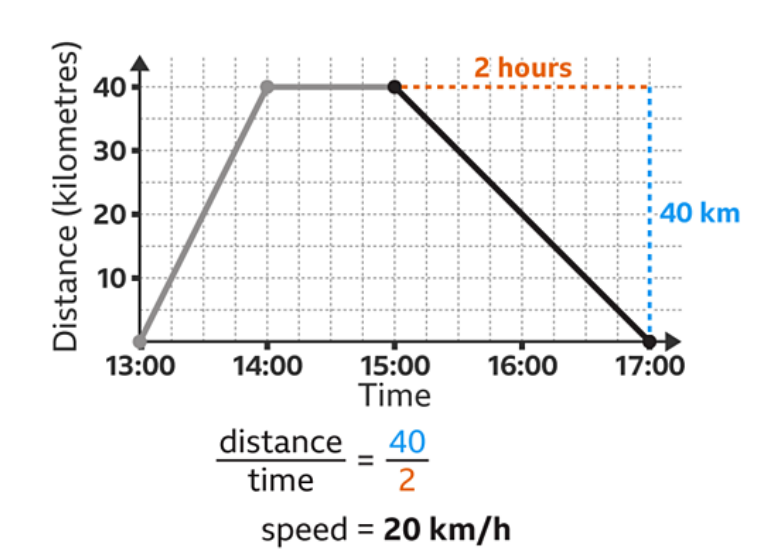 Distance (kilometres)
40
30
20
10
2 hours
40 km
13:00 14:00 15:00 16:00 17:00
Time
distance
time
=
40
2
speed = 20 km/h